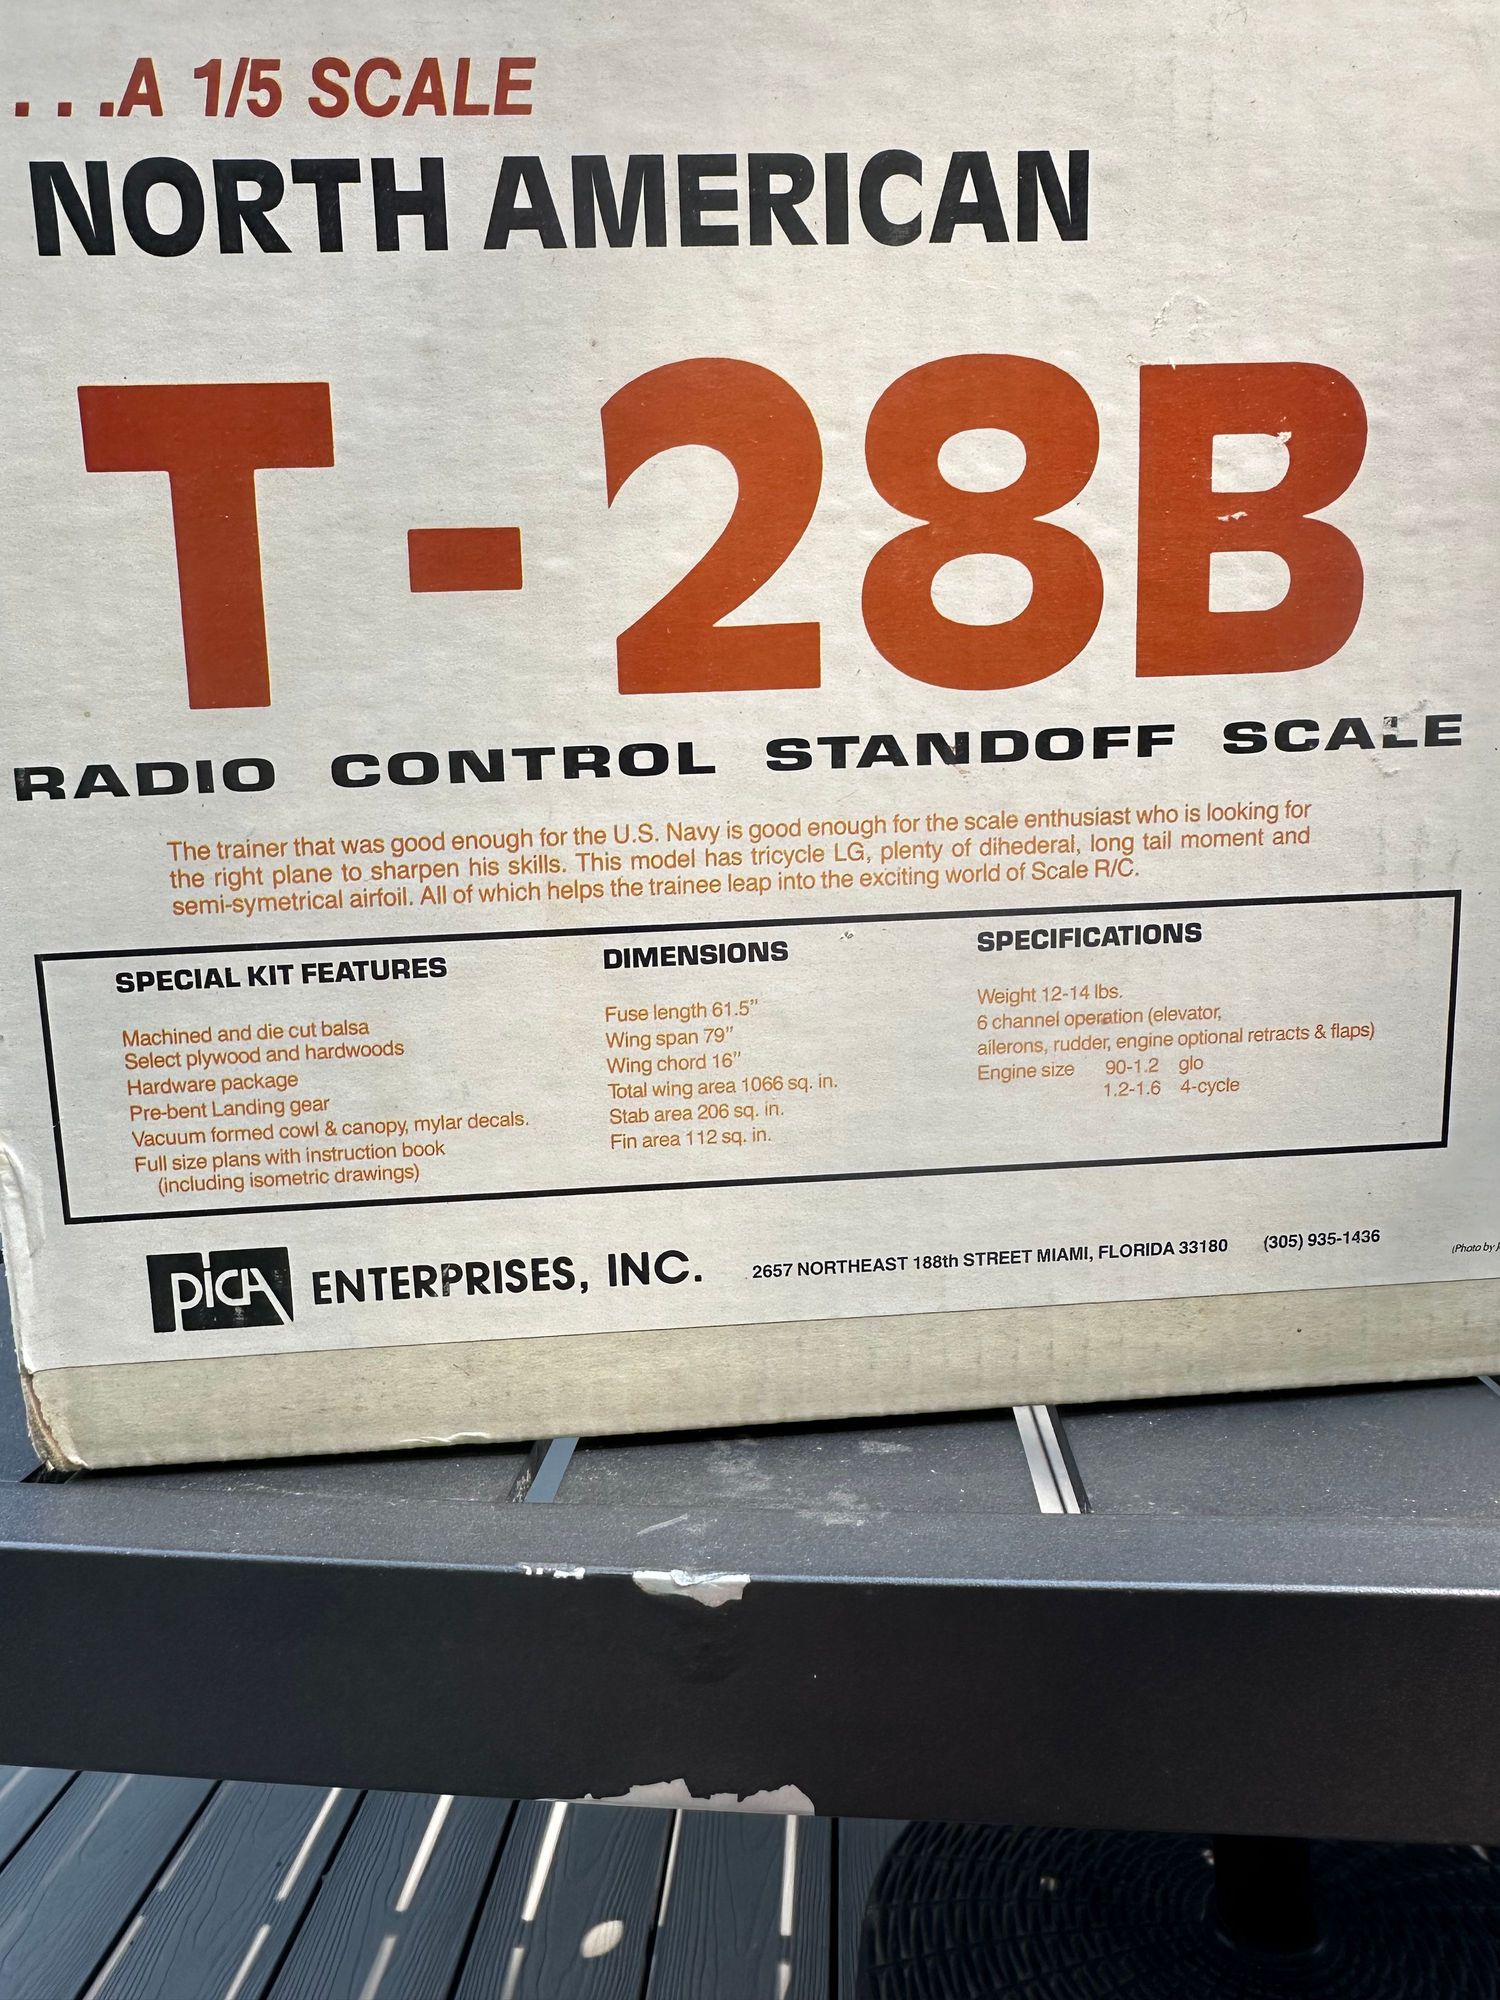 ...A 1/5 SCALE
NORTH AMERICAN
T-28B
RADIO CONTROL STANDOFF SCALE
The trainer that was good enough for the U.S. Navy is good enough for the scale enthusiast who is looking for
the right plane to sharpen his skills. This model has tricycle LG, plenty of dihederal, long tail moment and
semi-symetrical airfoil. All of which helps the trainee leap into the exciting world of Scale R/C.
SPECIAL KIT FEATURES
Machined and die cut balsa
Select plywood and hardwoods
Hardware package
Pre-bent Landing gear
Vacuum formed cowl & canopy, mylar decals.
Full size plans with instruction book
(including isometric drawings)
DIMENSIONS
Fuse length 61.5"
Wing span 79"
Wing chord 16"
Total wing area 1066 sq. in.
Stab area 206 sq. in.
Fin area 112 sq. in.
SPECIFICATIONS
Weight 12-14 lbs.
6 channel operation (elevator,
ailerons, rudder, engine optional retracts & flaps)
Engine size 90-1.2 glo
1.2-1.6 4-cycle
PICA ENTERPRISES, INC. 2657 NORTHEAST 188th STREET MIAMI, FLORIDA 33180 (305) 935-1436
(Photo by